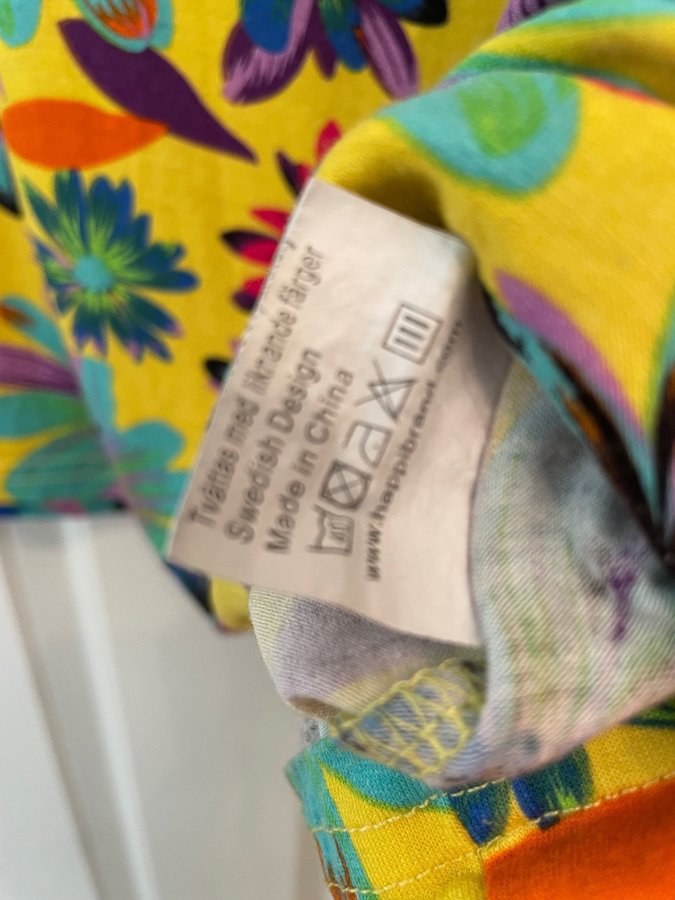 Tvättas med liknande färger
Swedish Design
Made in China
www.happibrand.com